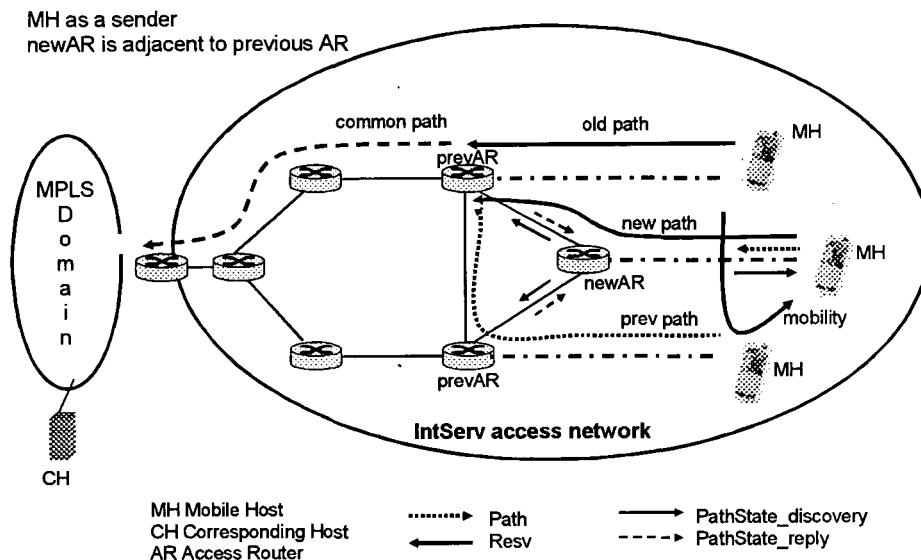 MH as a sender
newAR is adjacent to previous AR
common path
old path
MH
prevAR
MPLS
Domain
new path
MH
newAR
prev path
mobility
prevAR
MH
IntServ access network
CH
MH Mobile Host
CH Corresponding Host
AR Access Router
Path
Resv
PathState_discovery
PathState_reply